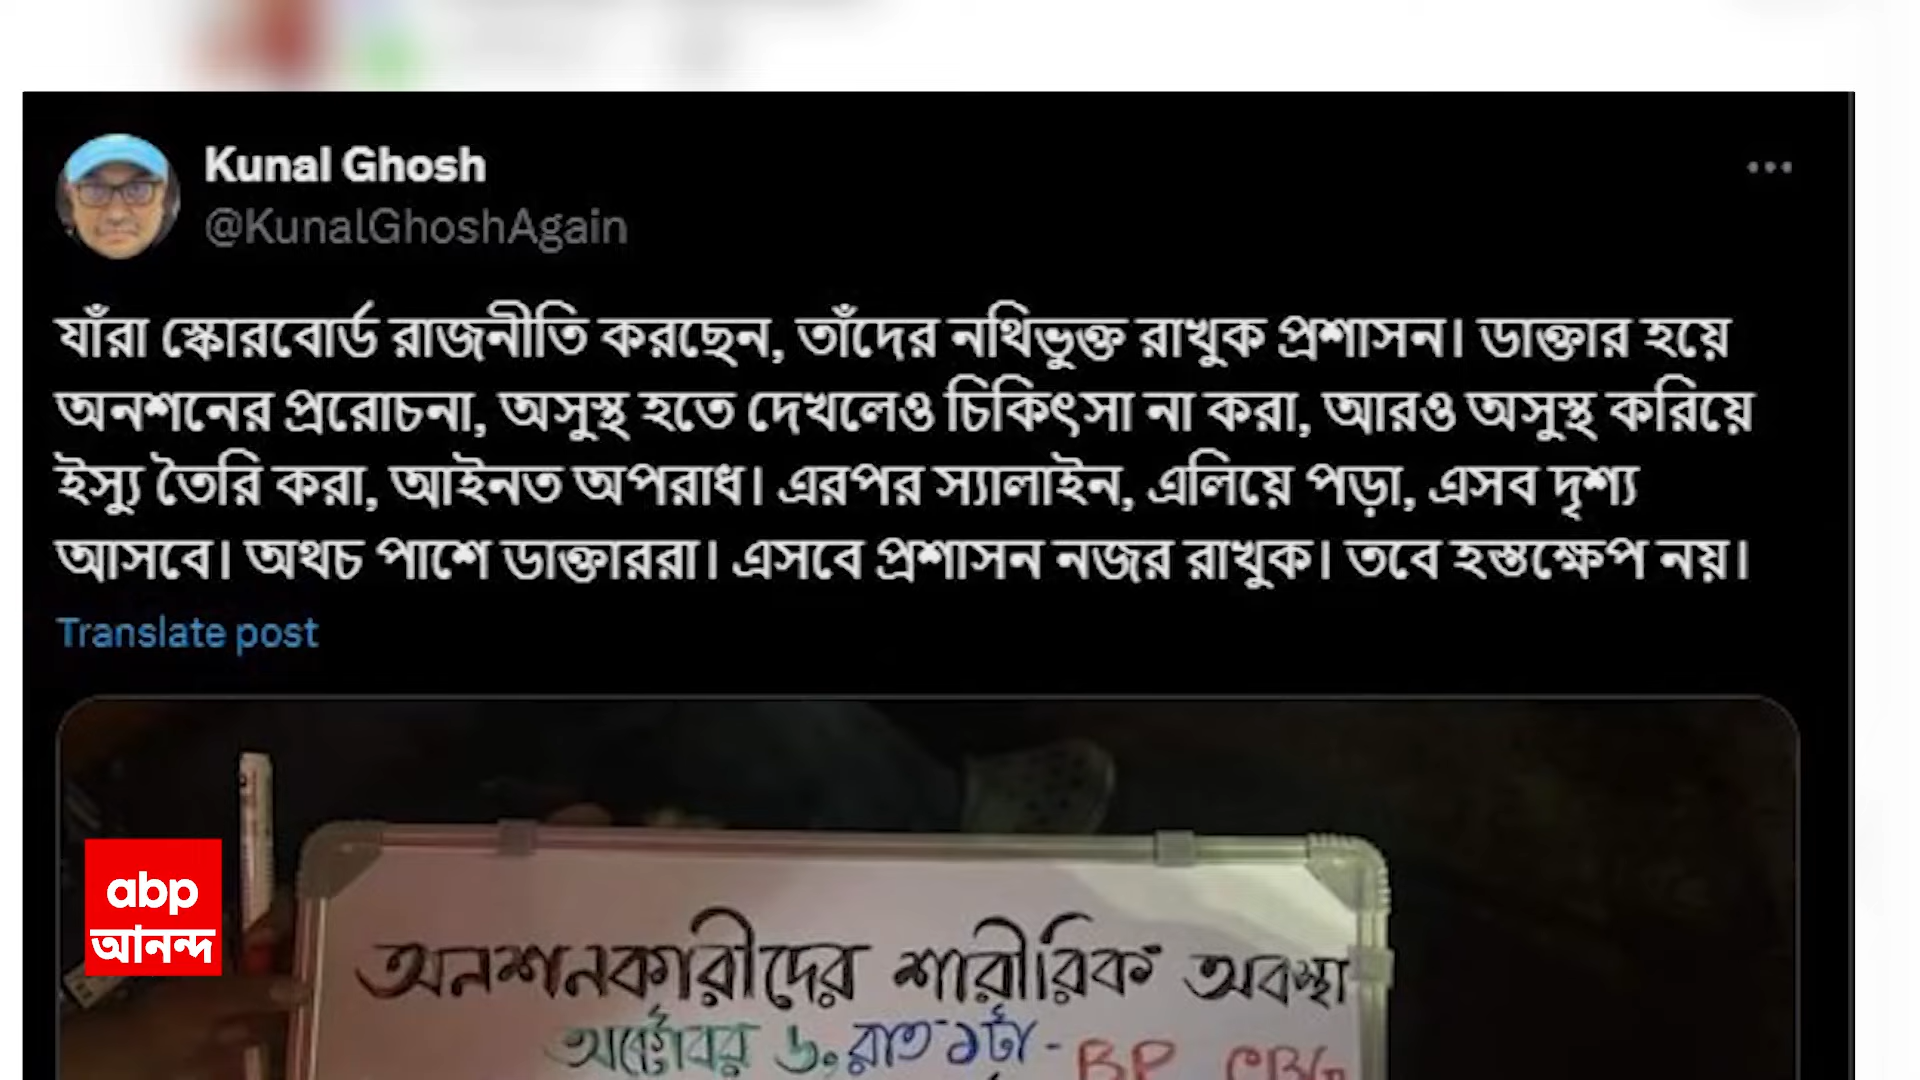 Kunal Ghosh
@KunalGhoshAgain
যাঁরা স্কোরবোর্ড রাজনীতি করছেন, তাঁদের নথিভুক্ত রাখুক প্রশাসন। ডাক্তার হয়ে
অনশনের প্ররোচনা, অসুস্থ হতে দেখলেও চিকিৎসা না করা, আরও অসুস্থ করিয়ে
ইস্যু তৈরি করা, আইনত অপরাধ। এরপর স্যালাইন, এলিয়ে পড়া, এসব দৃশ্য
আসবে। অথচ পাশে ডাক্তাররা। এসবে প্রশাসন নজর রাখুক। তবে হস্তক্ষেপ নয়।
Translate post
abp
আনন্দ
অনশনকারীদের শারীরিক অবস্থা
অক্টোবর ৬, রাত ১টা - BP CBG